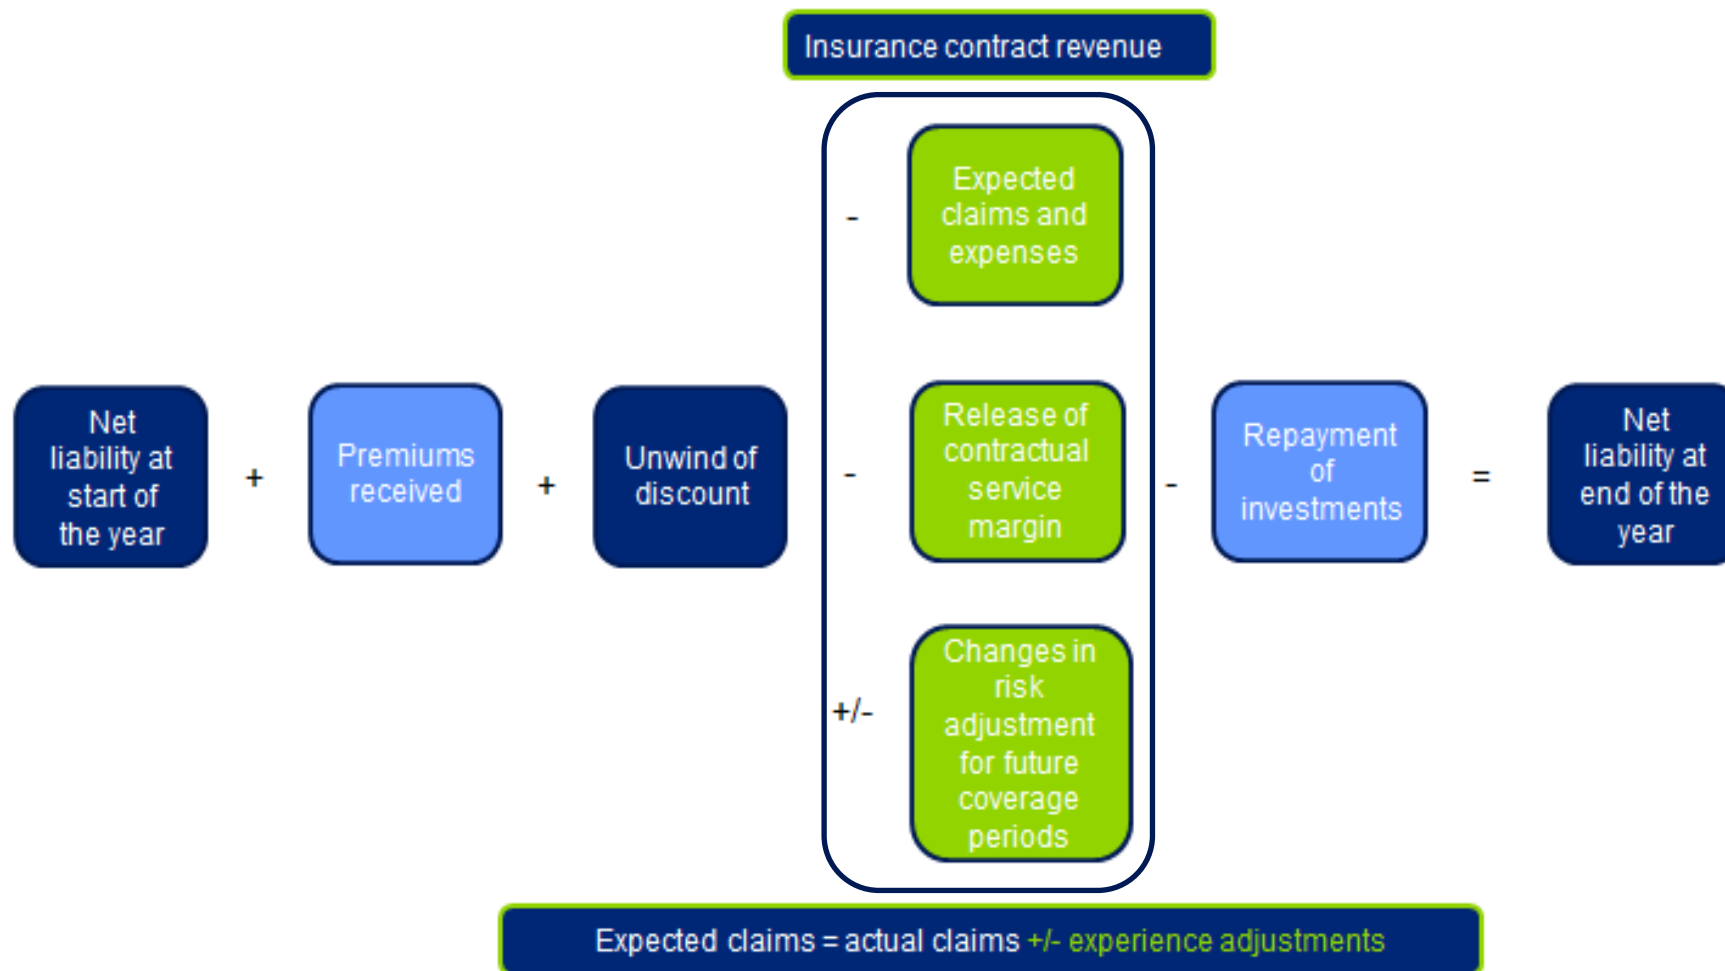 Insurance contract revenue
-
Expected
claims and
expenses
Net
liability at
start of
the year
+
Premiums
received
+
Unwind of
discount
-
Release of
contractual
service
margin
-
Repayment
of
investments
=
Net
liability at
end of the
year
+/-
Changes in
risk
adjustment
for future
coverage
periods
Expected claims = actual claims +/- experience adjustments